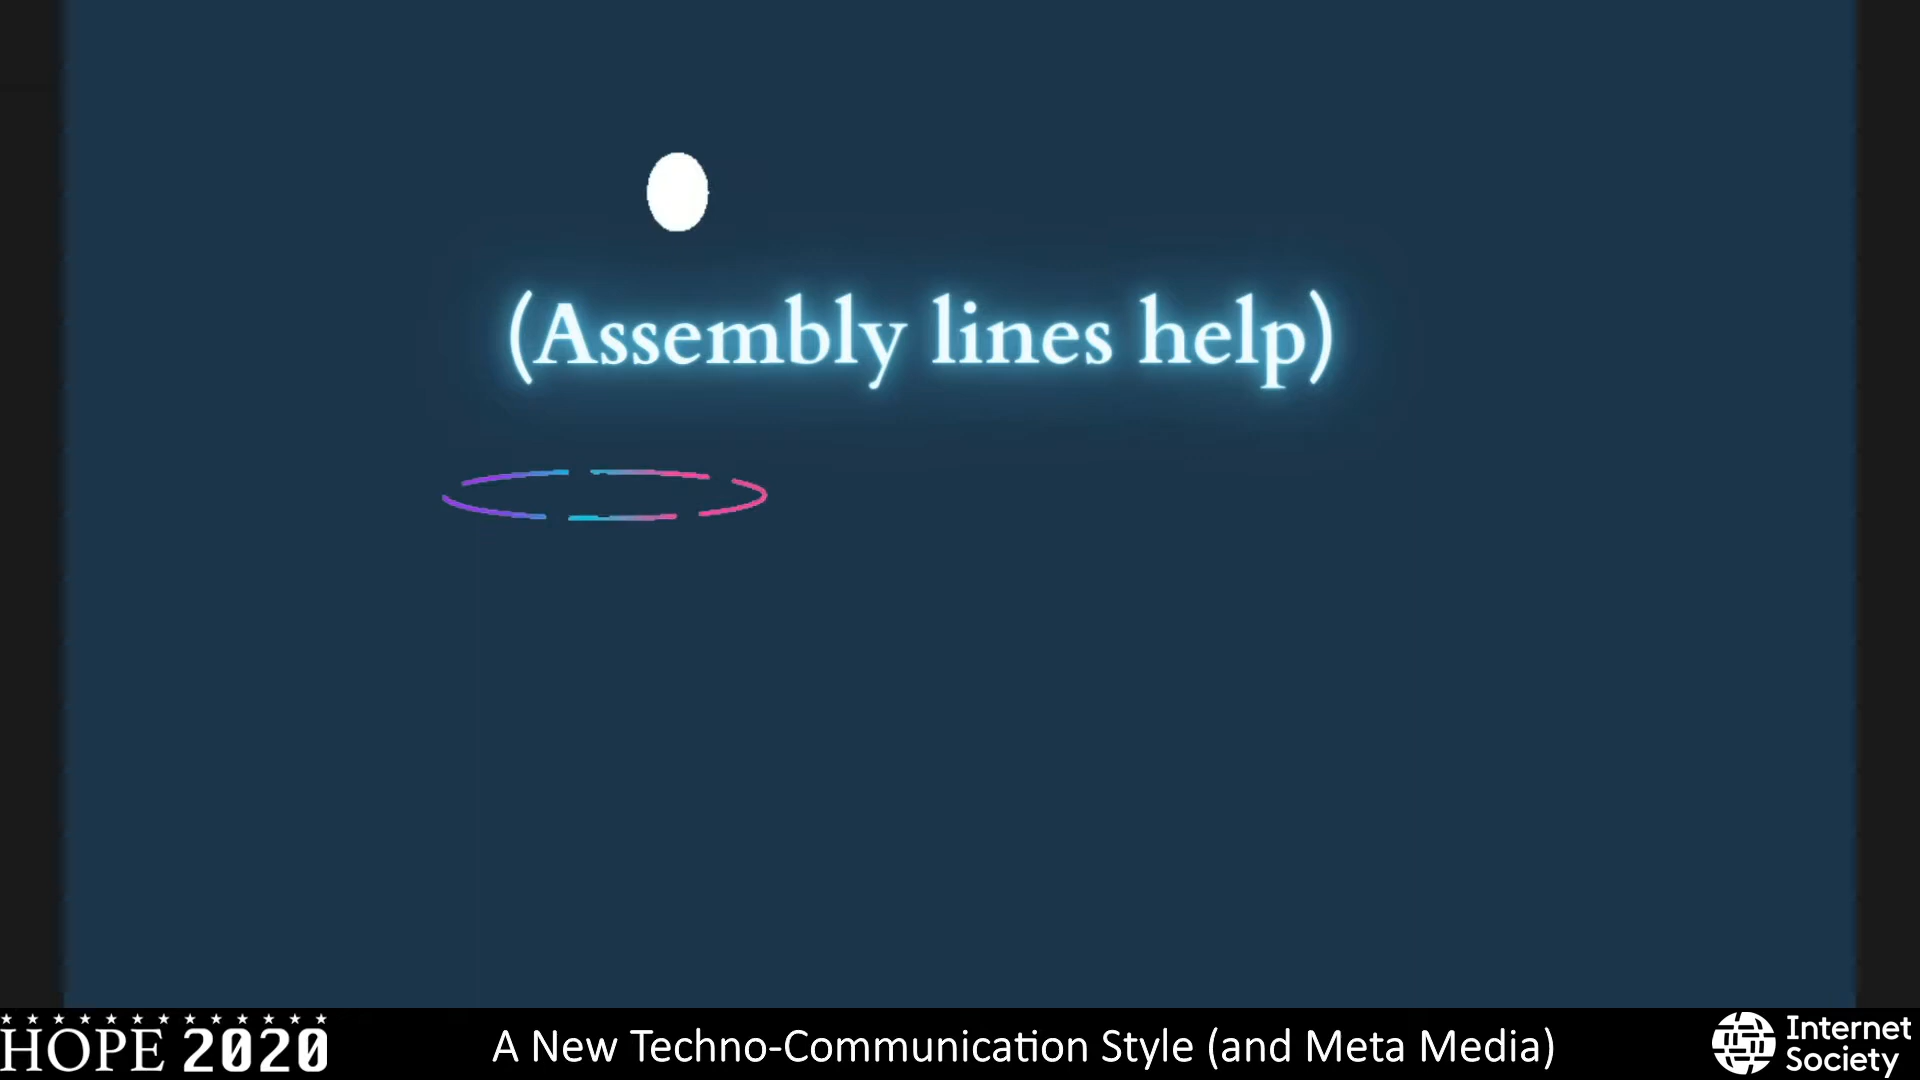 (Assembly lines help)
HOPE 2020
A New Techno-Communication Style (and Meta Media)
Internet
Society